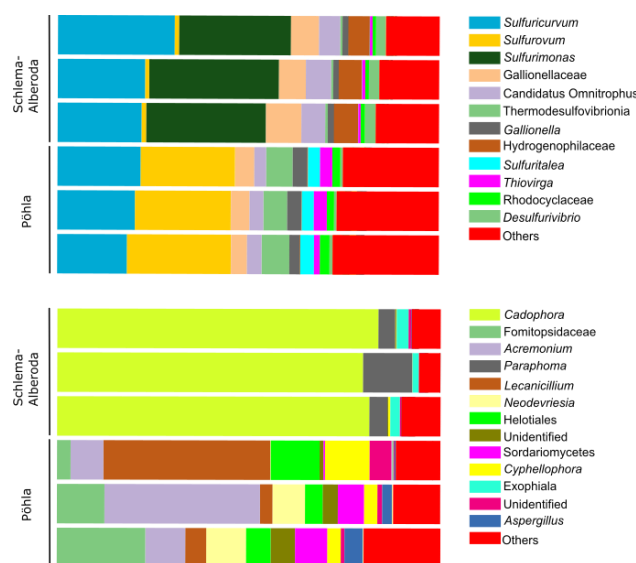 Schlema-
Alberoda
Pöhla
Sulfuricurvum
Sulfurovum
Sulfurimonas
Gallionellaceae
Candidatus Omnitrophus
Thermodesulfovibrionia
Gallionella
Hydrogenophilaceae
Sulfuritalea
Thiovirga
Rhodocyclaceae
Desulfurivibrio
Others
Schlema-
Alberoda
Pöhla
Cadophora
Fomitopsidaceae
Acremonium
Paraphoma
Lecanicillium
Neodevriesia
Helotiales
Unidentified
Sordariomycetes
Cyphellophora
Exophiala
Unidentified
Aspergillus
Others